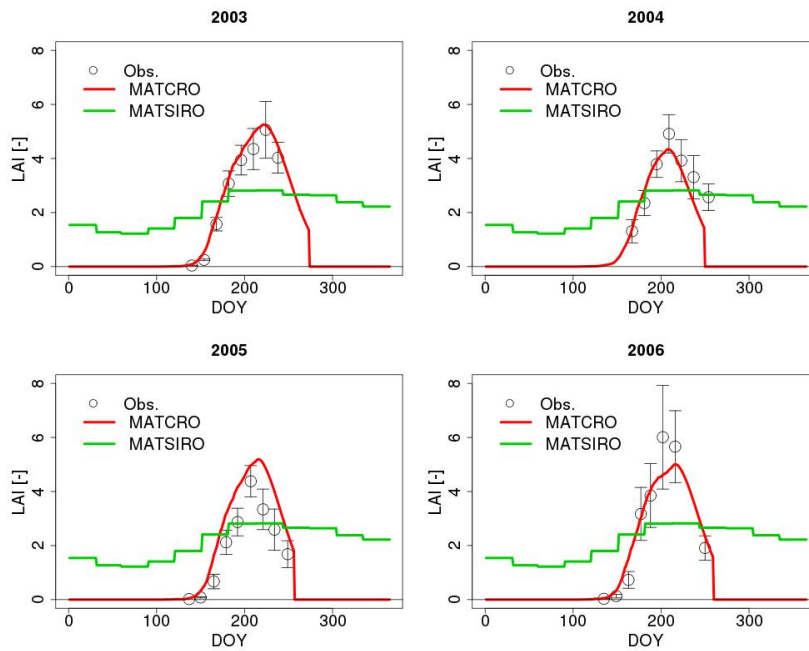 2003
8
6
4
2
0
LAI [-]
Obs.
MATCRO
MATSIRO
0 100 200 300
DOY
2004
8
6
4
2
0
LAI [-]
Obs.
MATCRO
MATSIRO
0 100 200 300
DOY
2005
8
6
4
2
0
LAI [-]
Obs.
MATCRO
MATSIRO
0 100 200 300
DOY
2006
8
6
4
2
0
LAI [-]
Obs.
MATCRO
MATSIRO
0 100 200 300
DOY